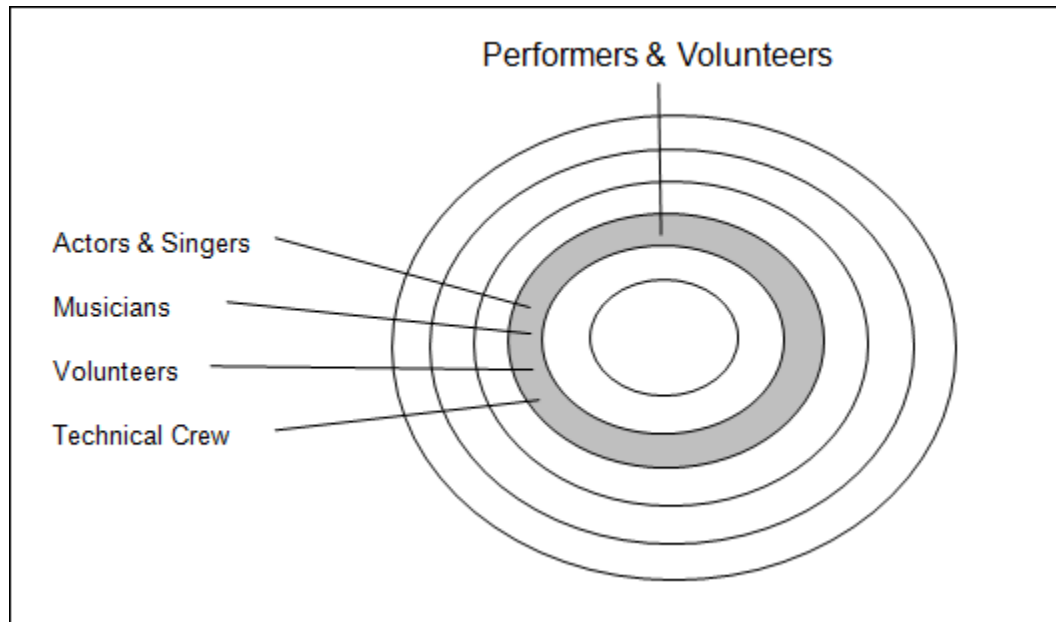 Performers & Volunteers
Actors & Singers
Musicians
Volunteers
Technical Crew